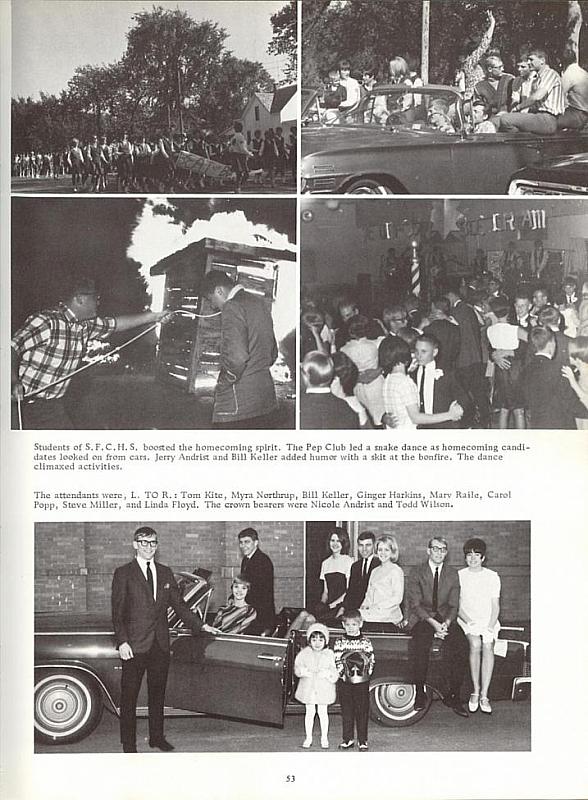 Students of S.F.C.H.S. boosted the homecoming spirit. The Pep Club led a snake dance as homecoming candi-
dates looked on from cars. Jerry Andrist and Bill Keller added humor with a skit at the bonfire. The dance
climaxed activities.
The attendants were, L. TO R.: Tom Kite, Myra Northrup, Bill Keller, Ginger Harkins, Marv Raile, Carol
Popp, Steve Miller, and Linda Floyd. The crown bearers were Nicole Andrist and Todd Wilson.
53